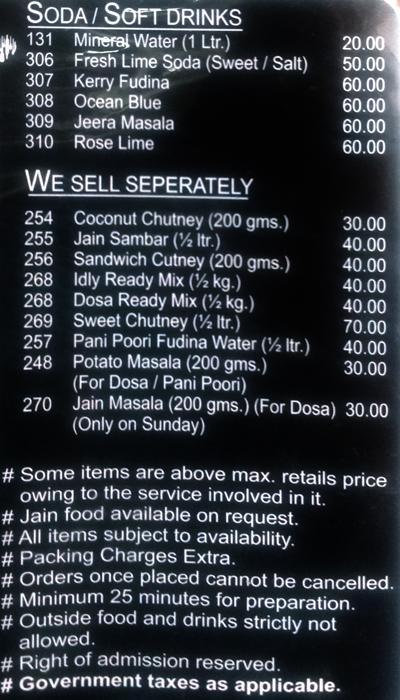 SODA / SOFT DRINKS
131 Mineral Water (1 Ltr.) 20.00
306 Fresh Lime Soda (Sweet / Salt) 50.00
307 Kerry Fudina 60.00
308 Ocean Blue 60.00
309 Jeera Masala 60.00
310 Rose Lime 60.00
WE SELL SEPERATELY
254 Coconut Chutney (200 gms.) 30.00
255 Jain Sambar (½ ltr.) 40.00
256 Sandwich Cutney (200 gms.) 40.00
268 Idly Ready Mix (½ kg.) 40.00
268 Dosa Ready Mix (½ kg.) 40.00
269 Sweet Chutney (½ ltr.) 70.00
257 Pani Poori Fudina Water (½ ltr.) 40.00
248 Potato Masala (200 gms.) 30.00
(For Dosa / Pani Poori)
270 Jain Masala (200 gms.) (For Dosa) 30.00
(Only on Sunday)
# Some items are above max. retails price
owing to the service involved in it.
# Jain food available on request.
# All items subject to availability.
# Packing Charges Extra.
# Orders once placed cannot be cancelled.
# Minimum 25 minutes for preparation.
# Outside food and drinks strictly not
allowed.
# Right of admission reserved.
# Government taxes as applicable.